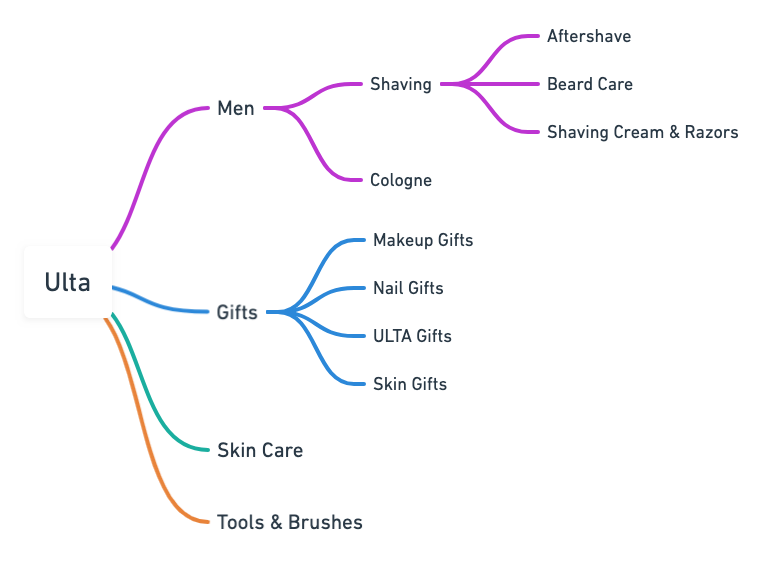 Ulta
Men
Shaving
Aftershave
Beard Care
Shaving Cream & Razors
Cologne
Gifts
Makeup Gifts
Nail Gifts
ULTA Gifts
Skin Gifts
Skin Care
Tools & Brushes